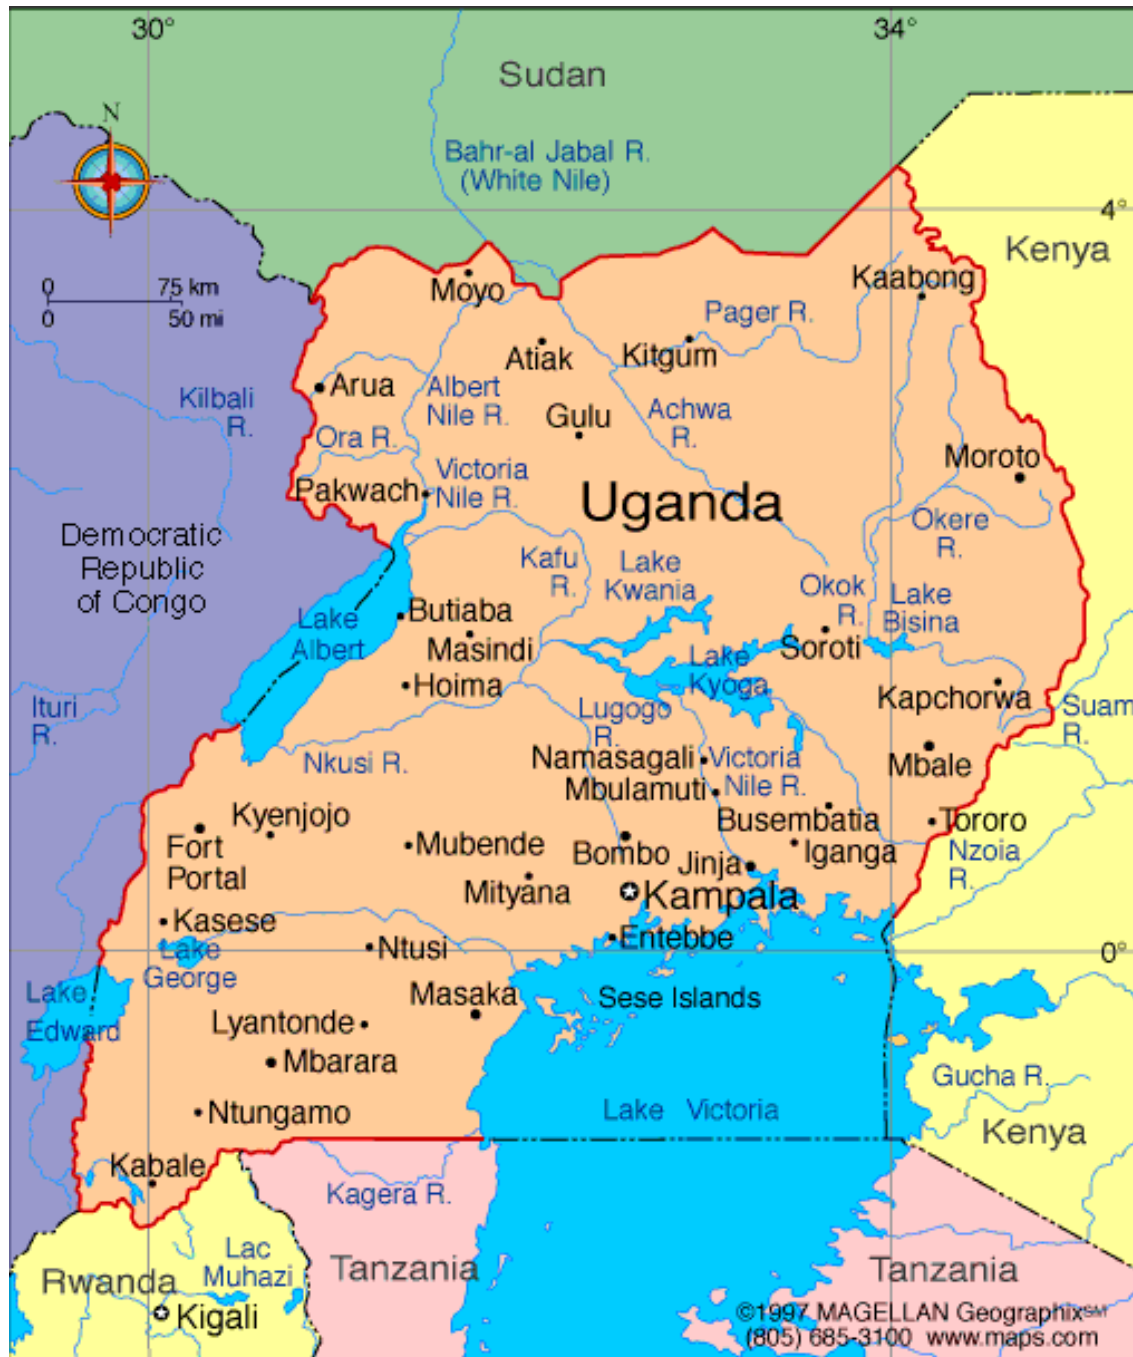 30°
34°
Sudan
N
Bahr-al Jabal R.
(White Nile)
4°
Kenya
0
75 km
0
50 mi
Moyo
Kaabong
Pager R.
Atiak
Kitgum
Arua
Albert
Nile R.
Kilbali
R.
Gulu
Achwa
R.
Ora R.
Moroto
Pakwach
Victoria
Nile R.
Uganda
Okere
R.
Democratic
Republic
of Congo
Kafu
R.
Lake
Kwania
Okok
R.
Lake
Bisina
Butiaba
Lake
Albert
Masindi
Soroti
Lake
Kyoga
Hoima
Kapchorwa
Ituri
R.
Suam
R.
Lugogo
R.
Nkusi R.
Namasagali
Victoria
Nile R.
Mbale
Mbulamuti
Kyenjojo
Busembatia
Tororo
Fort
Portal
Mubende
Bombo
Iganga
Nzoia
R.
Jinja
Mityana
Kampala
Kasese
Ntusi
Entebbe
0°
Lake
George
Lake
Edward
Masaka
Sese Islands
Lyantonde
Mbarara
Gucha R.
Ntungamo
Lake Victoria
Kenya
Kabale
Kagera R.
Lac
Muhazi
Tanzania
Tanzania
Rwanda
Kigali
©1997 MAGELLAN Geographix℠
(805) 685-3100 www.maps.com